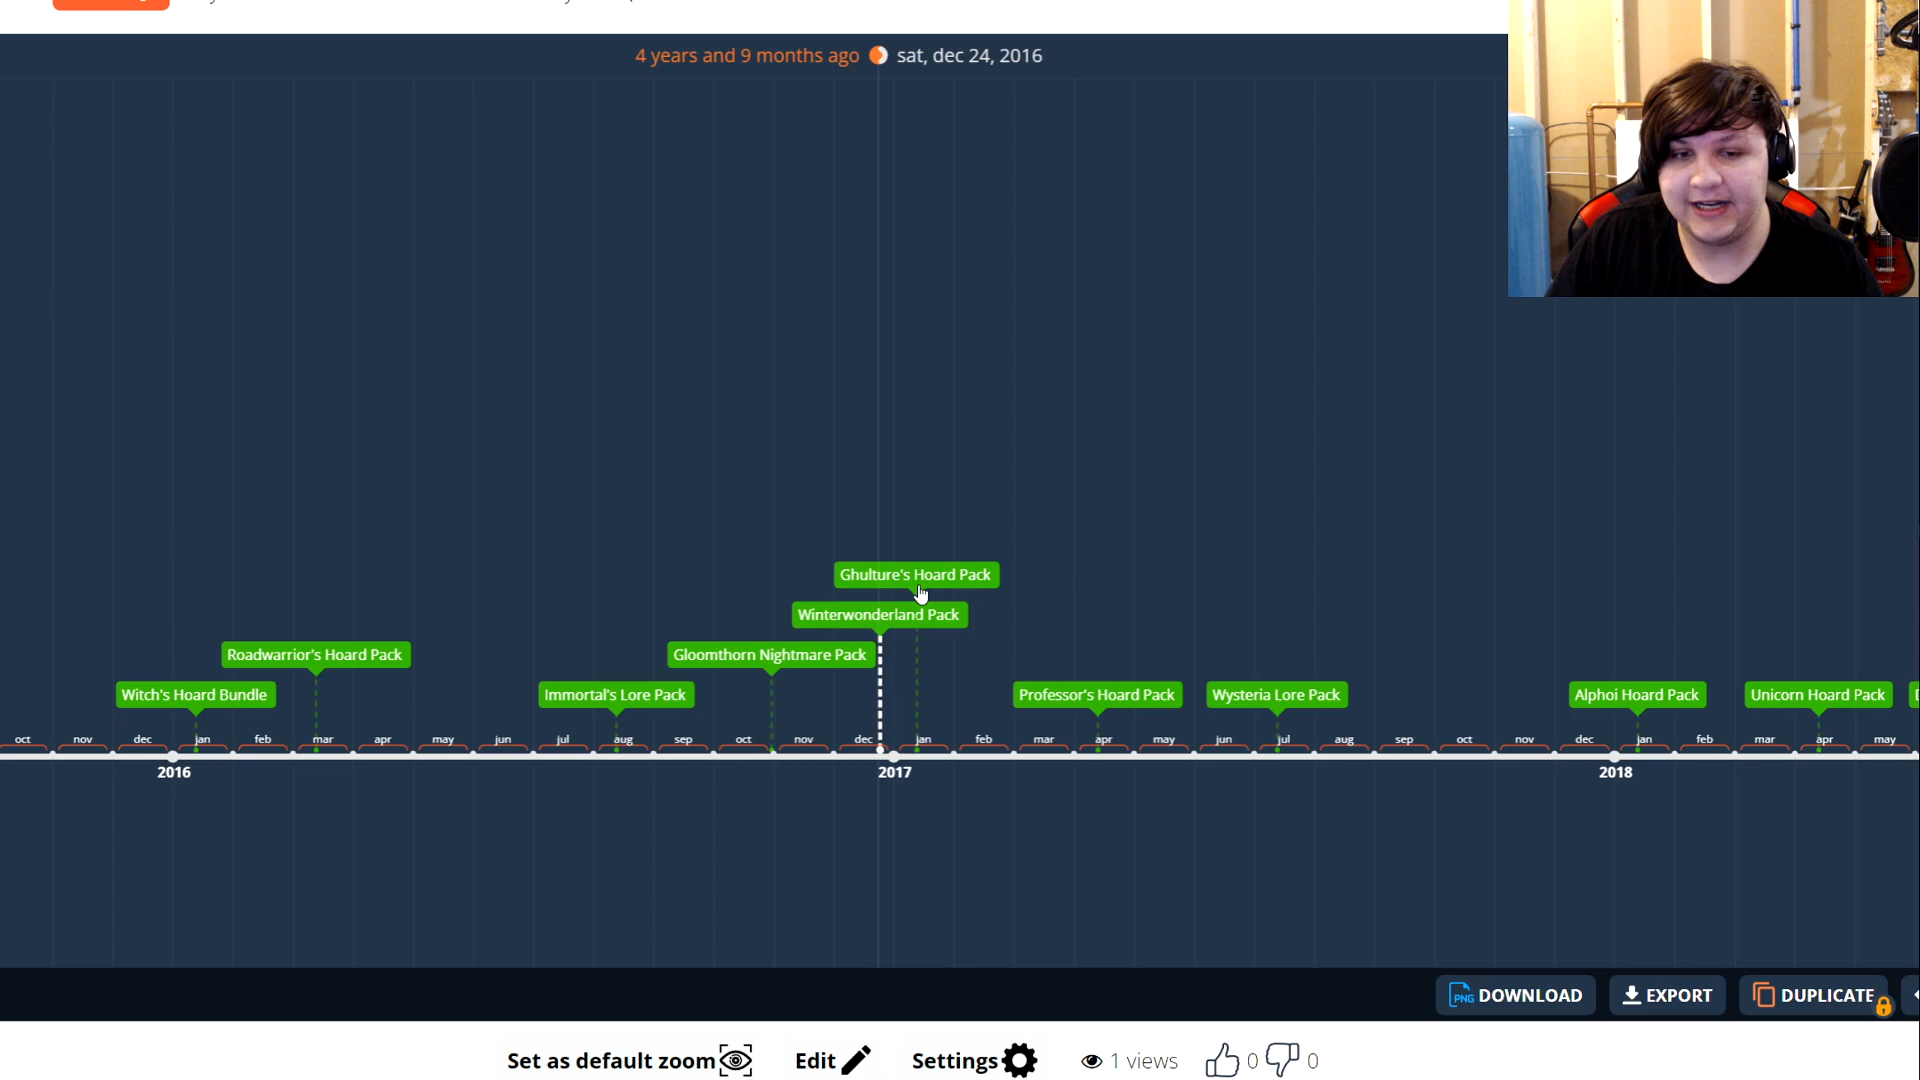 4 years and 9 months ago sat, dec 24, 2016
Ghulture's Hoard Pack
Winterwonderland Pack
Roadwarrior's Hoard Pack Gloomthorn Nightmare Pack
Witch's Hoard Bundle Immortal's Lore Pack Professor's Hoard Pack Wysteria Lore Pack Alphoi Hoard Pack Unicorn Hoard Pack
oct nov dec jan feb mar apr may jun jul aug sep oct nov dec jan feb mar apr may jun jul aug sep oct nov dec jan feb mar apr may
2016 2017 2018
PNG DOWNLOAD EXPORT DUPLICATE
Set as default zoom Edit Settings 1 views 0 0